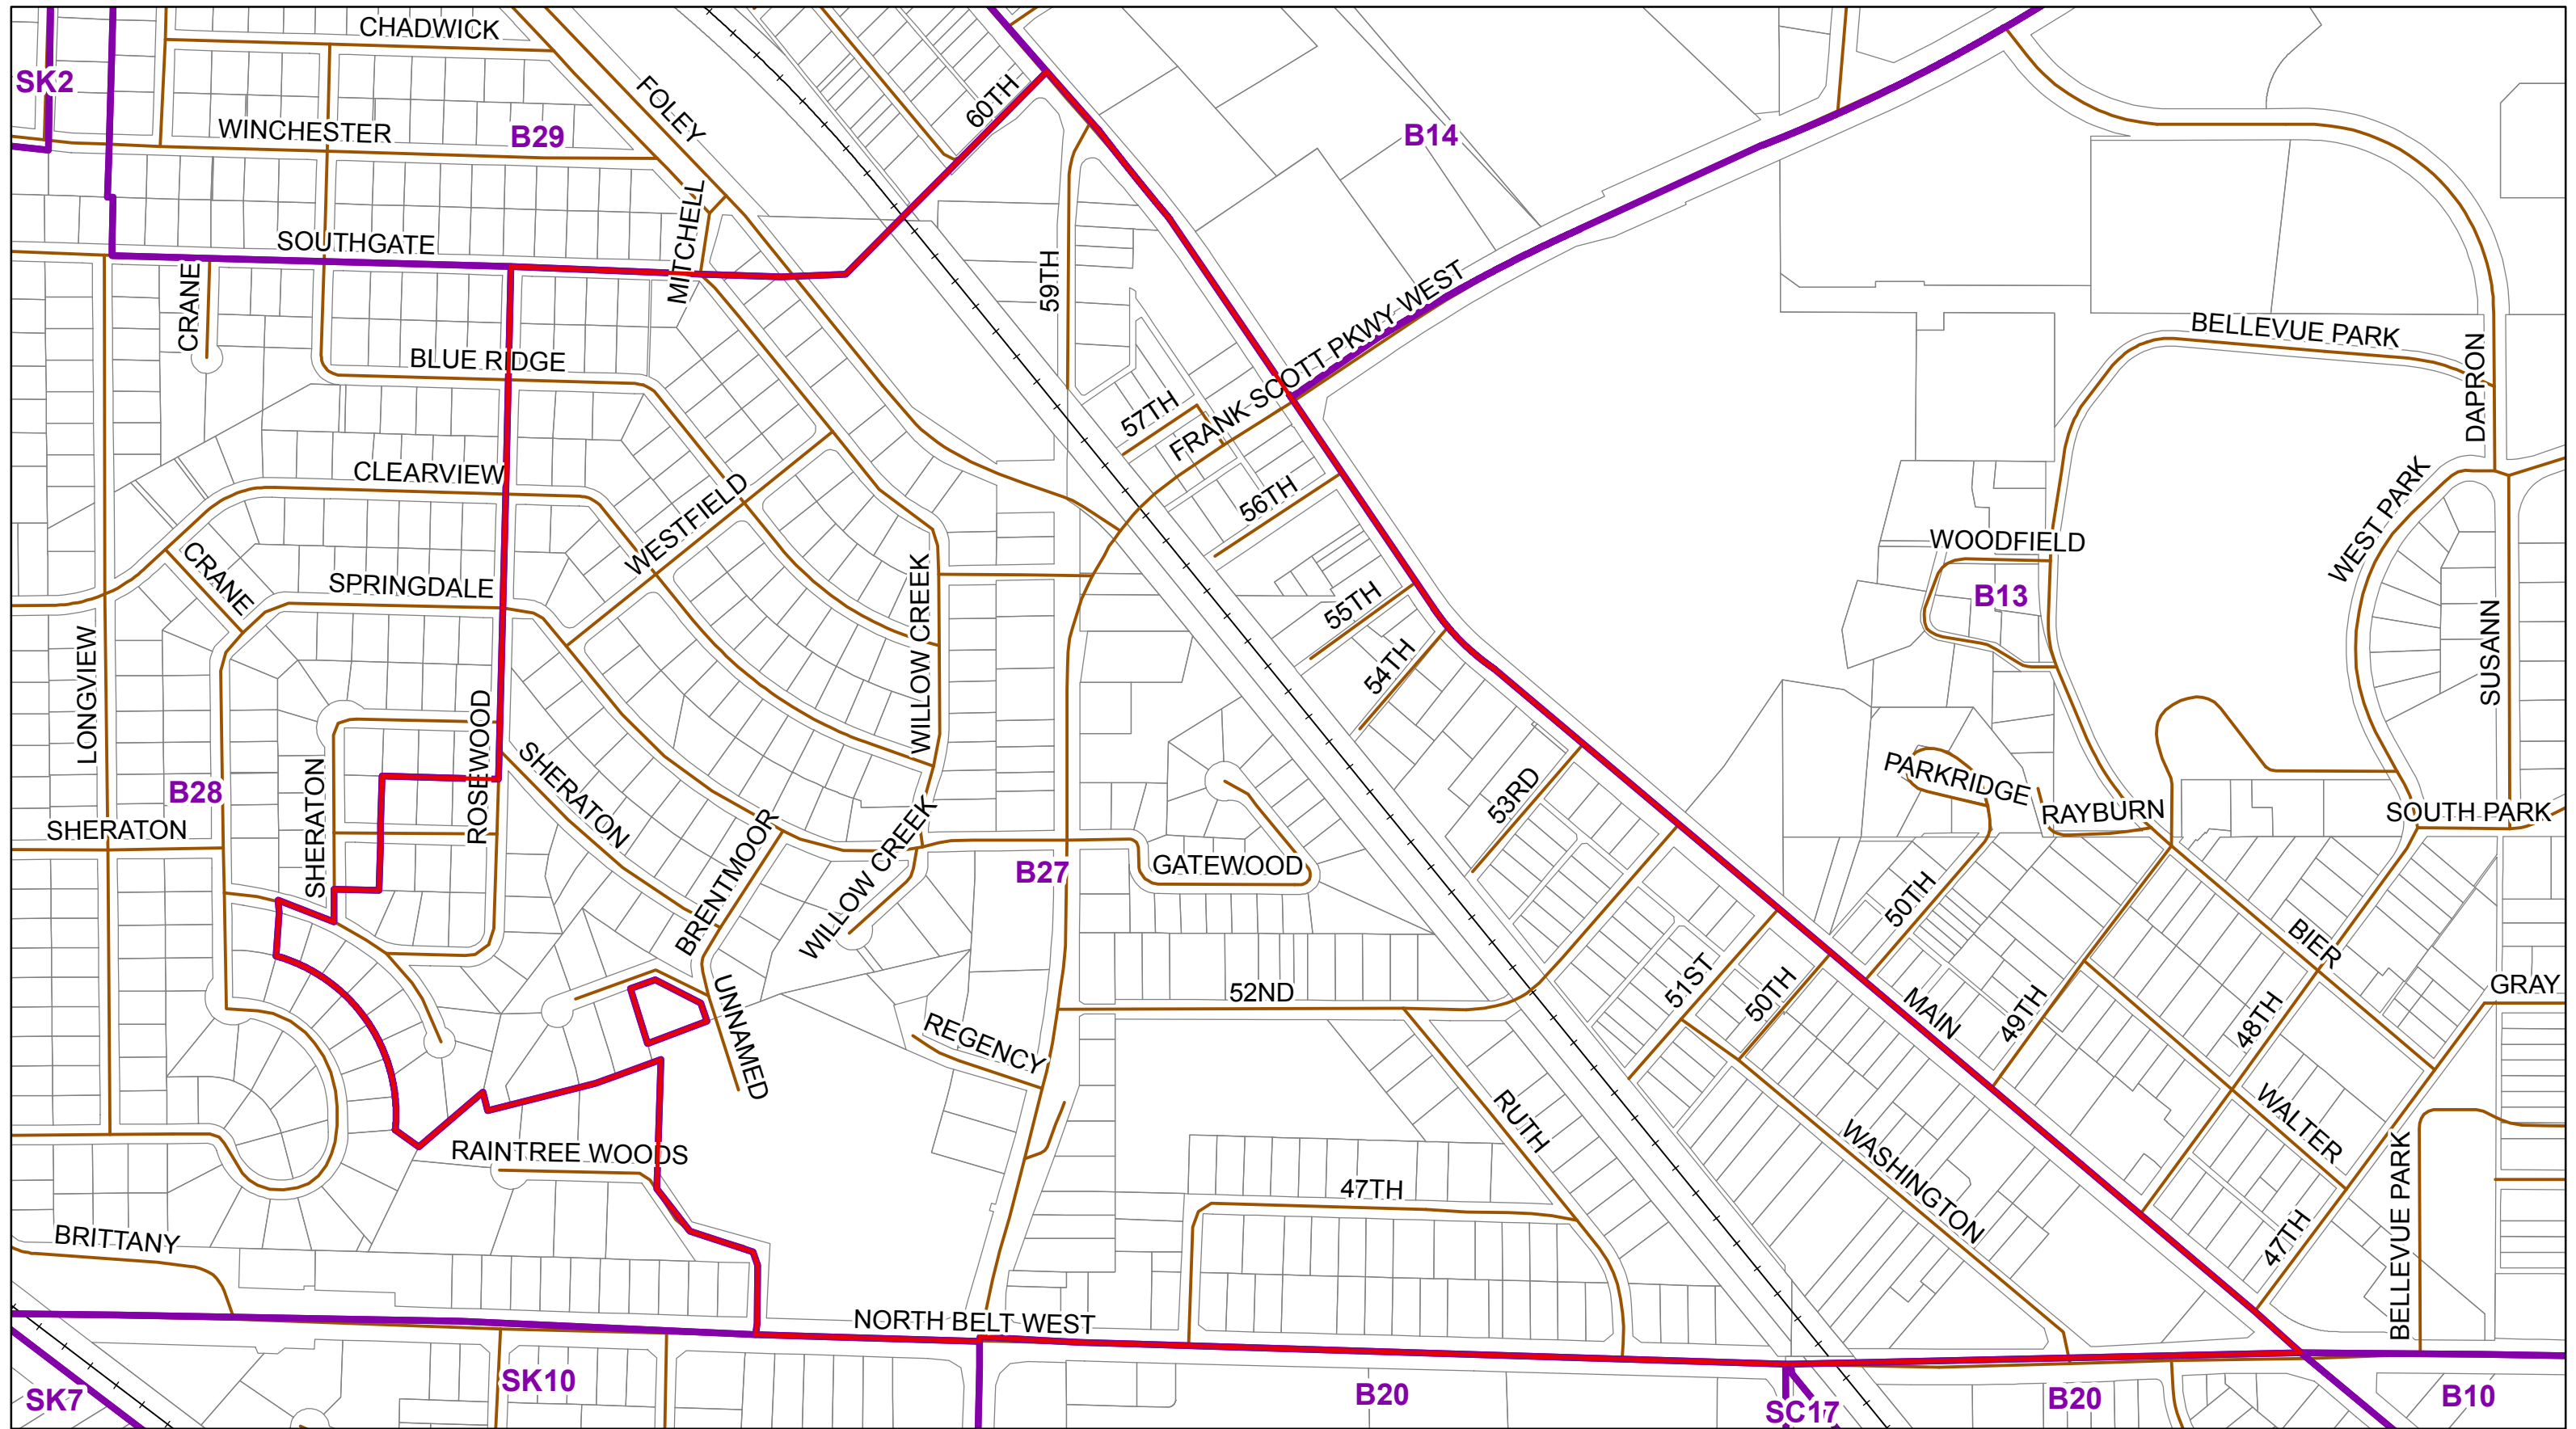 CHADWICK
SK2
FOLEY
60TH
WINCHESTER
B29
B14
MITCHELL
SOUTHGATE
CRANE
59TH
FRANK SCOTT PKWY WEST
BELLEVUE PARK
DAPRON
BLUE RIDGE
57TH
CLEARVIEW
WESTFIELD
56TH
WEST PARK
WOODFIELD
CRANE
SPRINGDALE
WILLOW CREEK
55TH
B13
SUSANN
LONGVIEW
54TH
ROSEWOOD
SHERATON
B28
SHERATON
53RD
PARKRIDGE
RAYBURN
SOUTH PARK
SHERATON
BRENTMOOR
WILLOW CREEK
B27
GATEWOOD
50TH
BIER
52ND
51ST
50TH
MAIN
49TH
48TH
GRAY
UNNAMED
REGENCY
RUTH
WALTER
RAINTREE WOODS
WASHINGTON
47TH
BELLEVUE PARK
BRITTANY
47TH
NORTH BELT WEST
SK7
SK10
B20
SC17
B20
B10